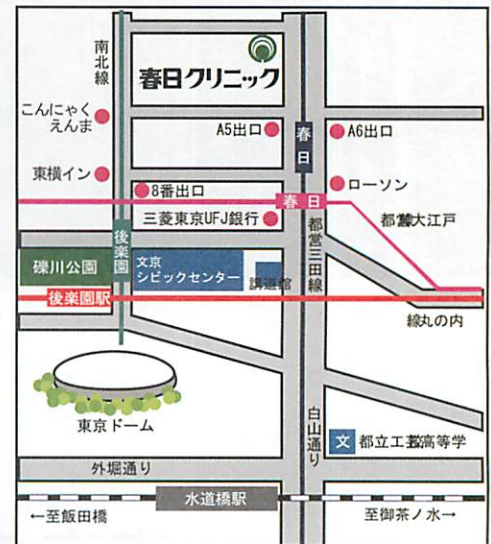 南北線
春日クリニック
こんにゃく
えんま
A5出口
春日
A6出口
東横イン
8番出口
ローソン
春日
三菱東京UFJ銀行
都営大江戸
後楽園
都営三田線
礫川公園
文京
シビックセンター
講道館
後楽園駅
線丸の内
東京ドーム
白山通り
文
都立工芸高等学
外堀通り
水道橋駅
←至飯田橋
至御茶ノ水→